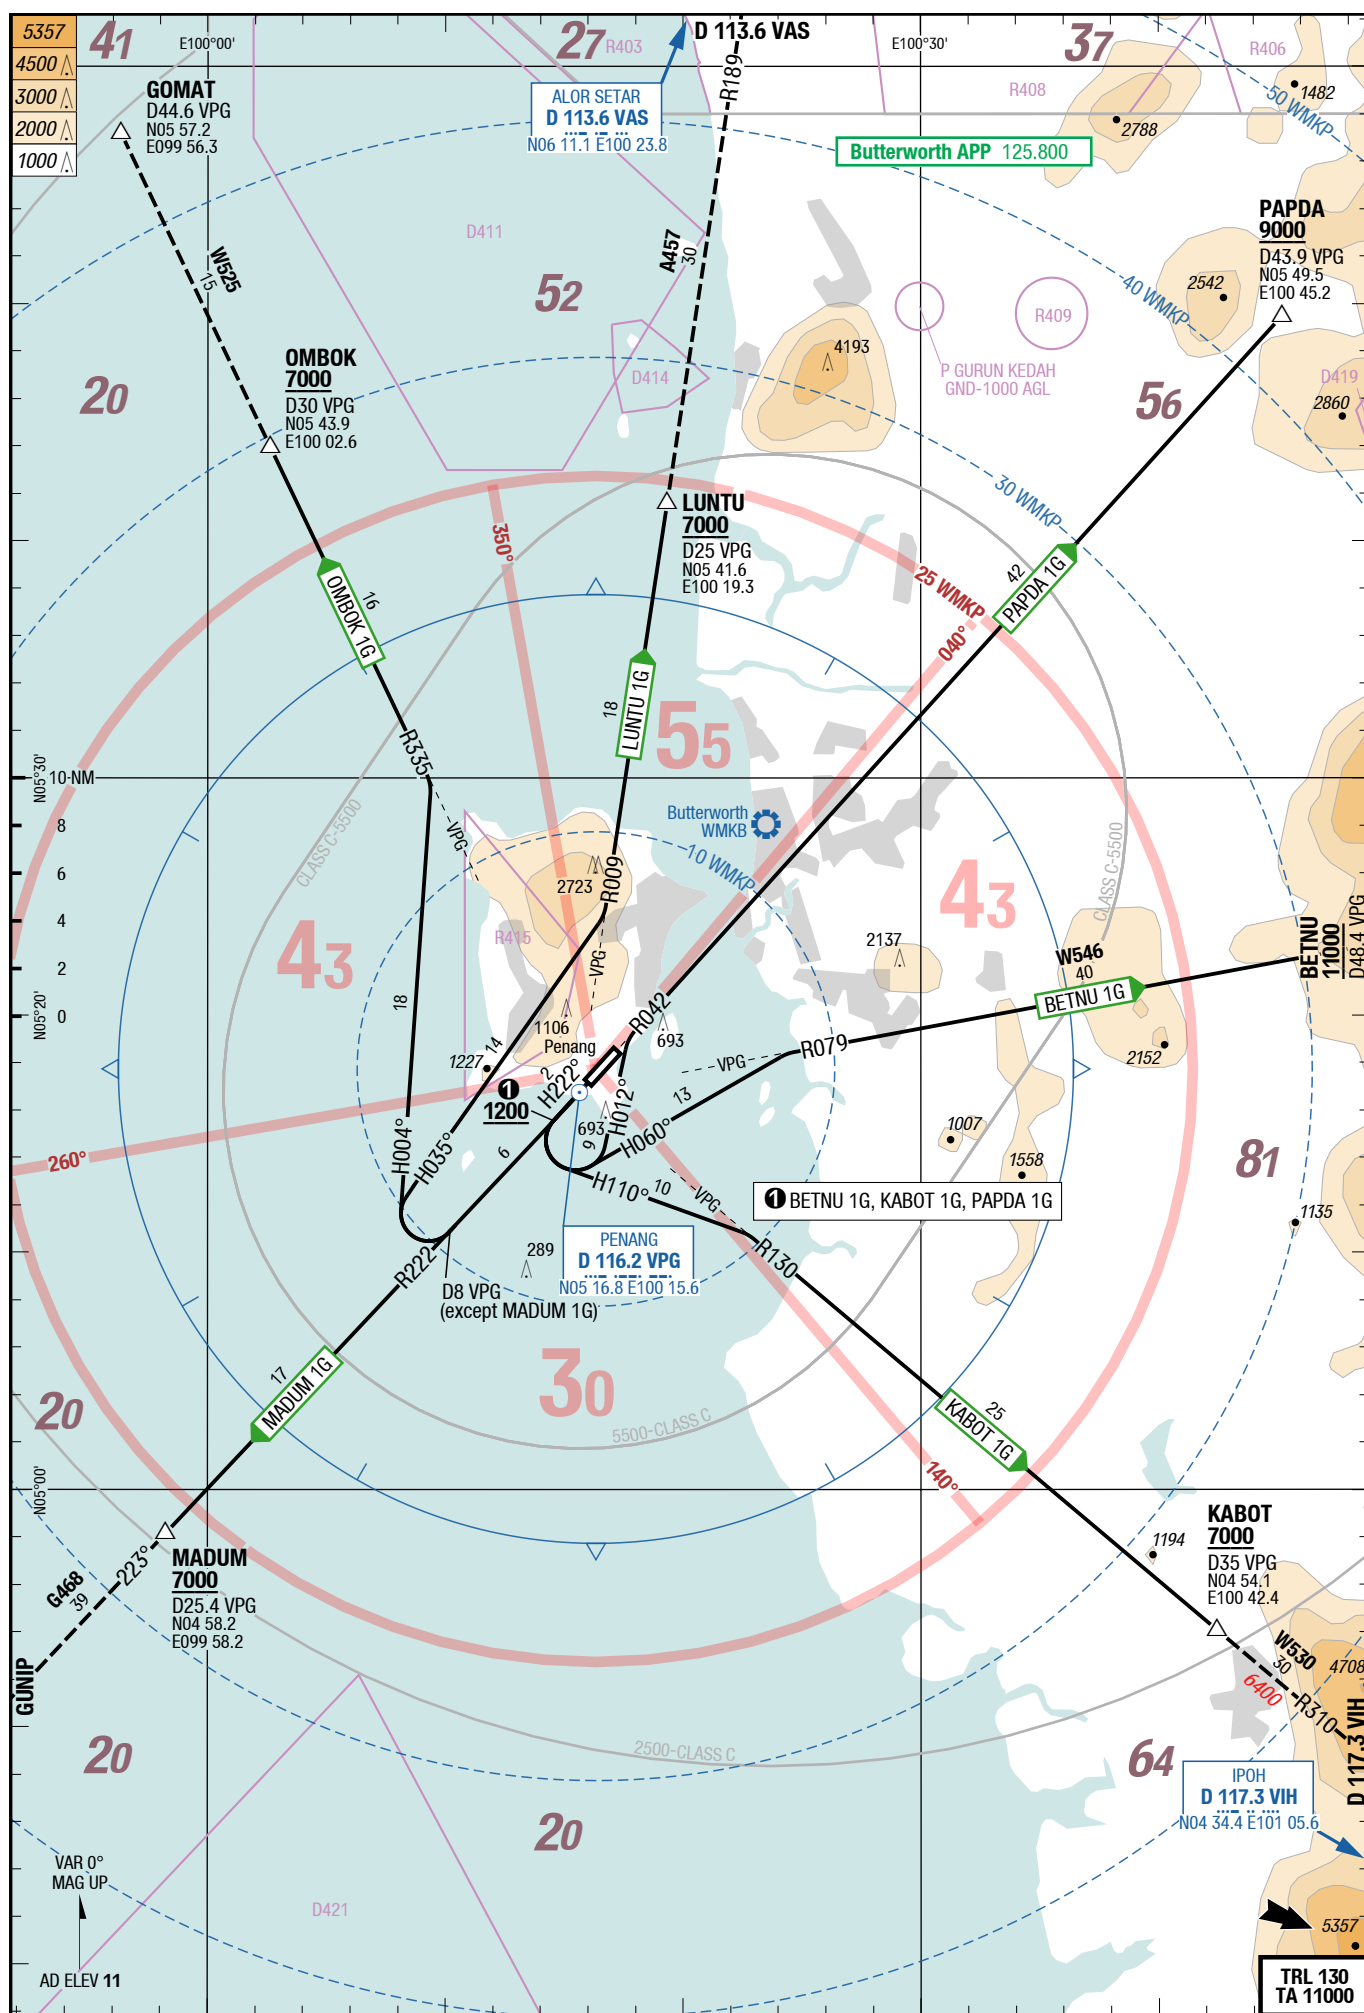 5357
4500
3000
2000
1000
41
E100°00'
27
R403
D 113.6 VAS
E100°30'
37
R406
R408
1482
2788
50 WMKP
GOMAT
D44.6 VPG
N05 57.2
E099 56.3
ALOR SETAR
D 113.6 VAS
N06 11.1 E100 23.8
R189
Butterworth APP 125.800
PAPDA
9000
D43.9 VPG
N05 49.5
E100 45.2
D411
W525
15
A457
30
52
2542
40 WMKP
R409
4193
D414
P GURUN KEDAH
GND-1000 AGL
D419
2860
56
20
OMBOK
7000
D30 VPG
N05 43.9
E100 02.6
30 WMKP
LUNTU
7000
D25 VPG
N05 41.6
E100 19.3
350°
25 WMKP
040°
42
PAPDA 1G
OMBOK 1G
16
18
LUNTU 1G
55
R335
N05°30'
10 NM
8
6
4
2
0
N05°20'
VPG
CLASS C-5500
Butterworth
WMKB
10 WMKP
CLASS C-5500
2723
R009
43
43
R415
VPG
2137
W546
40
BETNU 1G
BETNU
11000
D48.4 VPG
18
14
1106
Penang
R042
693
R079
VPG
2152
1227
2
H222°
1
1200
H012°
693
9
13
H060°
1007
260°
H004°
H035°
6
H110°
10
VPG
1558
81
1 BETNU 1G, KABOT 1G, PAPDA 1G
1135
R222
289
PENANG
D 116.2 VPG
N05 16.8 E100 15.6
R130
D8 VPG
(except MADUM 1G)
17
MADUM 1G
30
5500-CLASS C
25
KABOT 1G
20
140°
N05°00'
KABOT
7000
D35 VPG
N04 54.1
E100 42.4
1194
G468
39
223°
MADUM
7000
D25.4 VPG
N04 58.2
E099 58.2
GUNIP
W530
30
6400
4708
R310
D 117.3 VIH
20
2500-CLASS C
64
IPOH
D 117.3 VIH
N04 34.4 E101 05.6
20
VAR 0°
MAG UP
D421
5357
AD ELEV 11
TRL 130
TA 11000